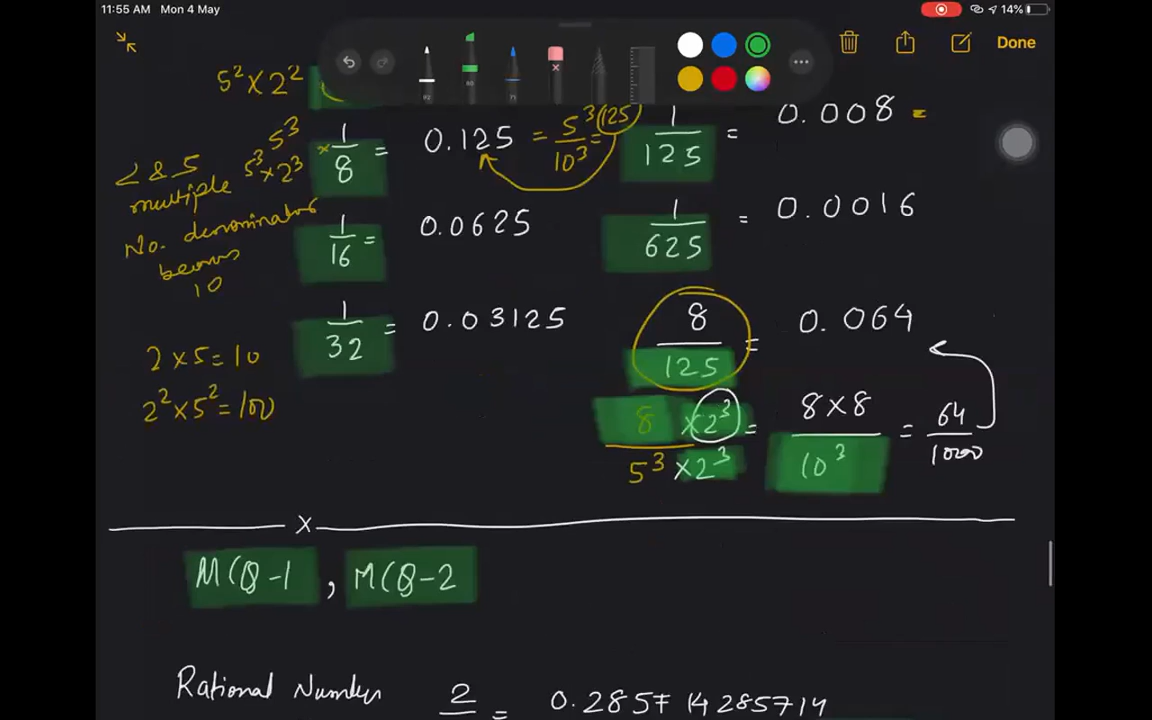 11:55 AM Mon 4 May
14%
Done
5² × 2²
5³
5³ × 2³
2 & 5
multiple
No. denominator
becoms
10
2 × 5 = 10
2² × 5² = 100
× 1/8 = 0.125 = 5³/10³ = 125
1/16 = 0.0625
1/32 = 0.03125
1/125 = 0.008 =
1/625 = 0.0016
8/125 = 0.064
8 × 2³ / 5³ × 2³ = 8 × 8 / 10³ = 64/1000
x
MCQ-1, MCQ-2
Rational Number
2 = 0.285714285714